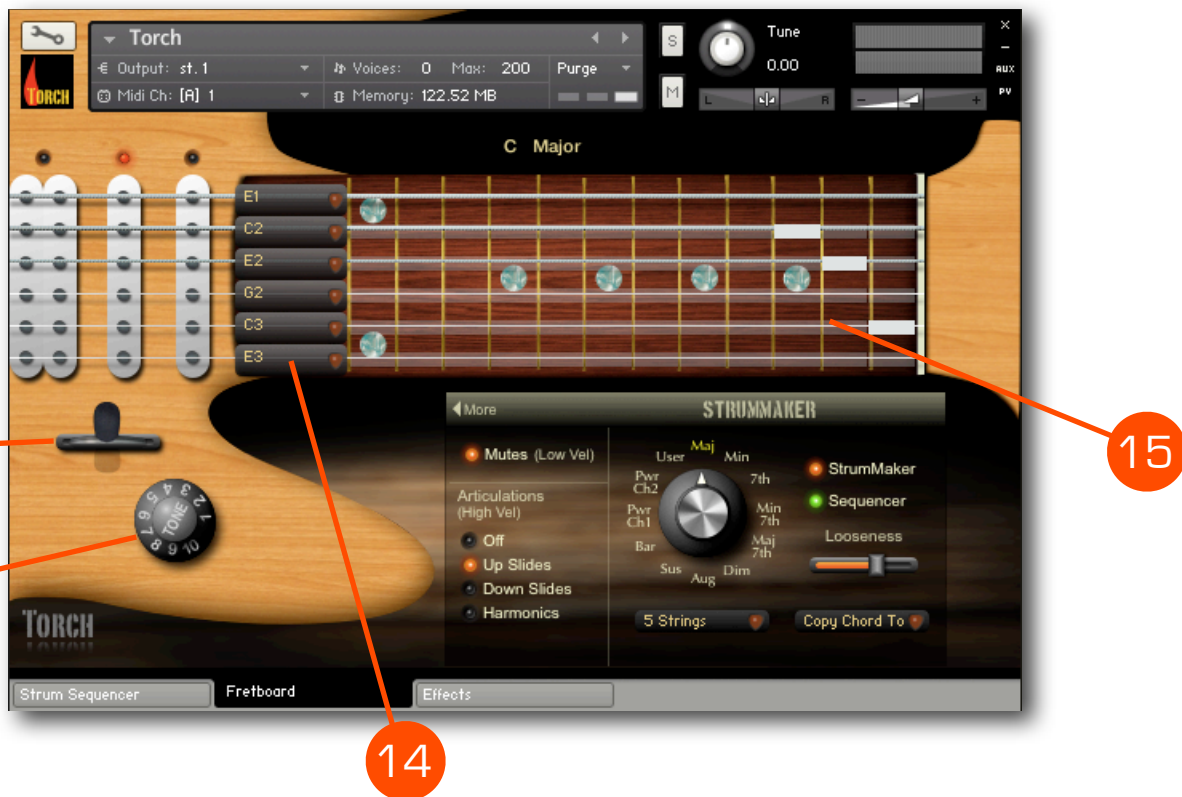 Torch
S
Tune
0.00
×
–
AUX
PV
TORCH
Output: st.1
Voices: 0 Max: 200
Purge
Midi Ch: [A] 1
Memory: 122.52 MB
M
L
R
– +
C Major
E1
C2
E2
G2
C3
E3
15
More
STRUMMAKER
Mutes (Low Vel)
Articulations
(High Vel)
Off
Up Slides
Down Slides
Harmonics
User
Maj
Min
7th
Min
7th
Maj
7th
Dim
Aug
Sus
Bar
Pwr
Ch1
Pwr
Ch2
StrumMaker
Sequencer
Looseness
5 Strings
Copy Chord To
TONE
1 2 3 4 5 6 7 8 9 10
TORCH
Strum Sequencer
Fretboard
Effects
14